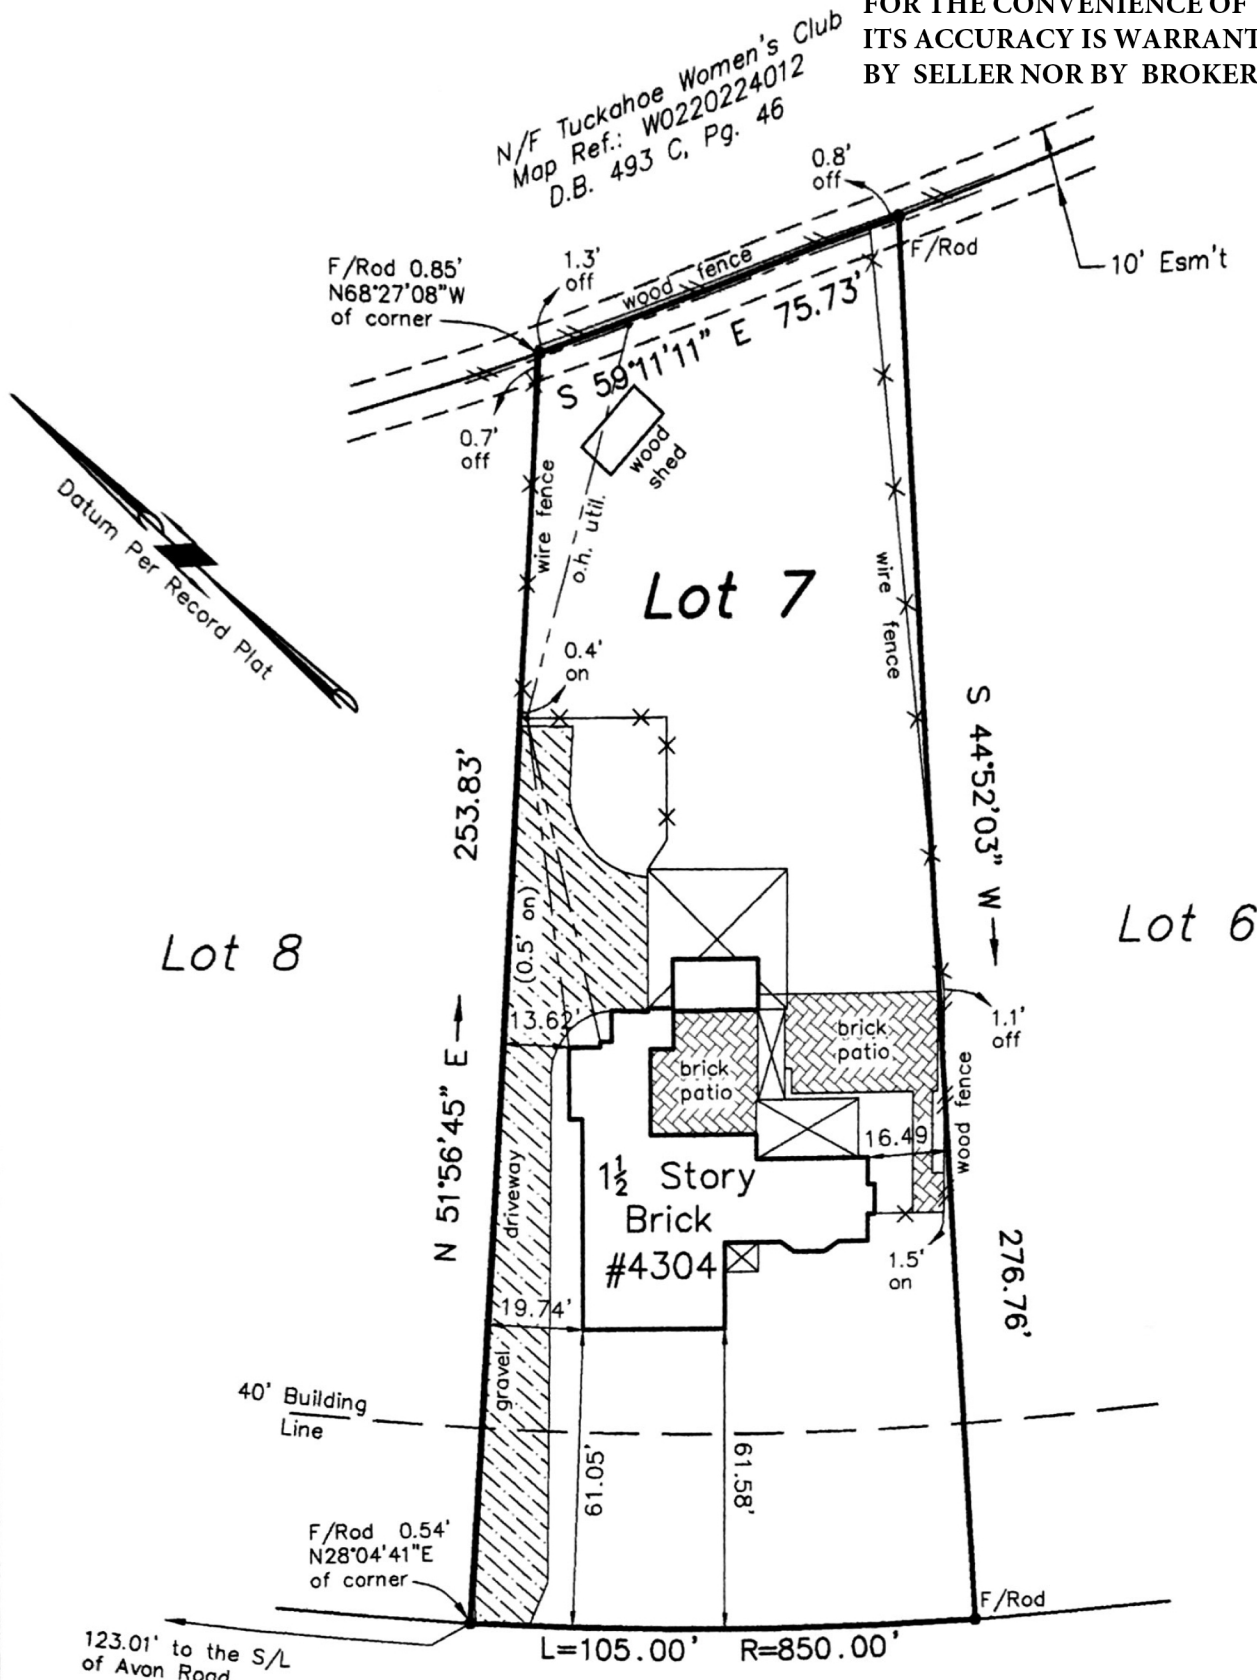 FOR THE CONVENIENCE OF
ITS ACCURACY IS WARRANT
BY SELLER NOR BY BROKER
N/F Tuckahoe Women's Club
Map Ref.: W0220224012
D.B. 493 C, Pg. 46
0.8'
off
F/Rod
10' Esm't
F/Rod 0.85'
N68°27'08"W
of corner
1.3'
off
wood fence
S 59°11'11" E 75.73'
0.7'
off
wood
shed
wire fence
o.h. util.
wire fence
Datum Per Record Plat
Lot 7
0.4'
on
S 44°52'03" W
253.83'
(0.5' on)
Lot 8
Lot 6
13.62'
brick
patio
brick
patio
1.1'
off
wood fence
16.49
N 51°56'45" E
driveway
1½ Story
Brick
#4304
1.5'
on
276.76'
19.74'
gravel
40' Building
Line
61.05'
61.58'
F/Rod 0.54'
N28°04'41"E
of corner
F/Rod
123.01' to the S/L
of Avon Road
L=105.00' R=850.00'